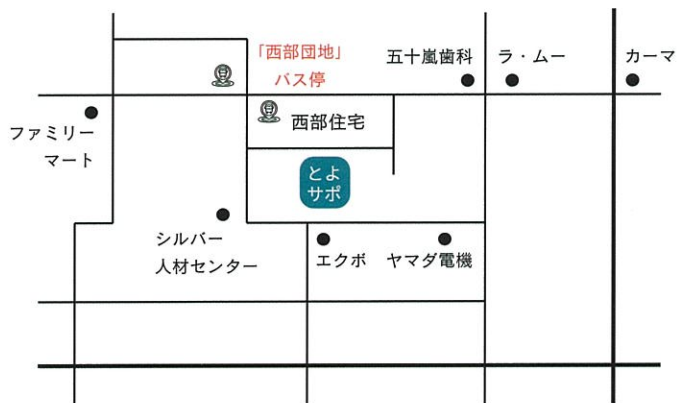 「西部団地」
バス停
五十嵐歯科
ラ・ムー
カーマ
ファミリー
マート
西部住宅
とよ
サポ
シルバー
人材センター
エクボ
ヤマダ電機